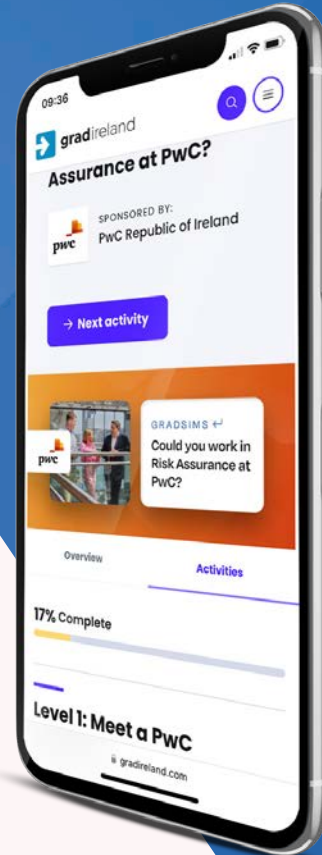 09:36
gradireland
Assurance at PwC?
pwc
SPONSORED BY:
PwC Republic of Ireland
→ Next activity
pwc
GRADSIMS ↵
Could you work in
Risk Assurance at
PwC?
Overview
Activities
17% Complete
Level 1: Meet a PwC
gradireland.com